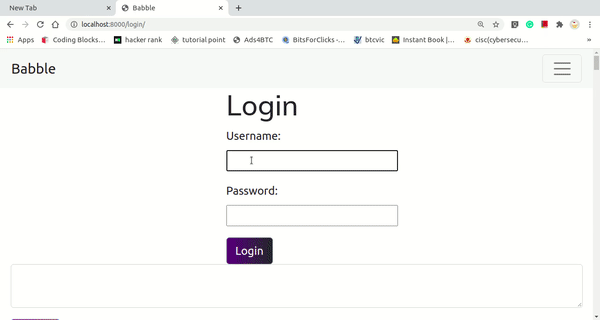 New Tab
Babble
localhost:8000/login/
Apps
Coding Blocks...
hacker rank
tutorial point
Ads4BTC
BitsForClicks -...
btcvic
Instant Book |...
cisc(cybersecu...
»
Babble
Login
Username:
Password:
Login